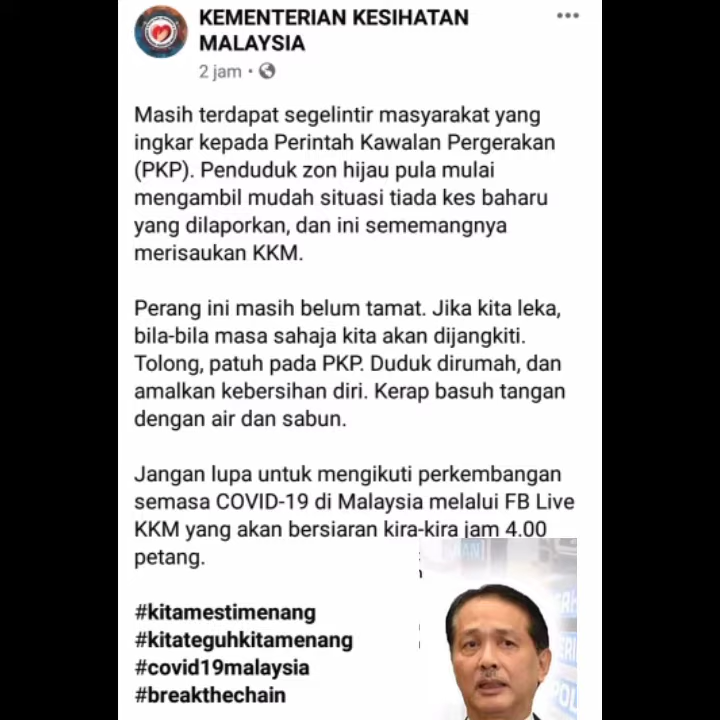 KEMENTERIAN KESIHATAN
MALAYSIA
2 jam
Masih terdapat segelintir masyarakat yang
ingkar kepada Perintah Kawalan Pergerakan
(PKP). Penduduk zon hijau pula mulai
mengambil mudah situasi tiada kes baharu
yang dilaporkan, dan ini sememangnya
merisaukan KKM.
Perang ini masih belum tamat. Jika kita leka,
bila-bila masa sahaja kita akan dijangkiti.
Tolong, patuh pada PKP. Duduk dirumah, dan
amalkan kebersihan diri. Kerap basuh tangan
dengan air dan sabun.
Jangan lupa untuk mengikuti perkembangan
semasa COVID-19 di Malaysia melalui FB Live
KKM yang akan bersiaran kira-kira jam 4.00
petang.
#kitamestimenang
#kitateguhkitamenang
#covid19malaysia
#breakthechain